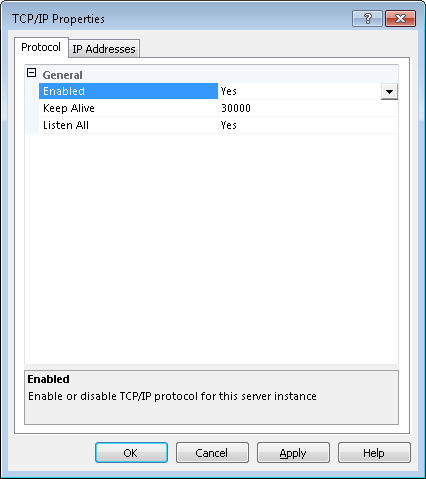 TCP/IP Properties
Protocol IP Addresses
General
Enabled Yes
Keep Alive 30000
Listen All Yes
Enabled
Enable or disable TCP/IP protocol for this server instance
OK Cancel Apply Help